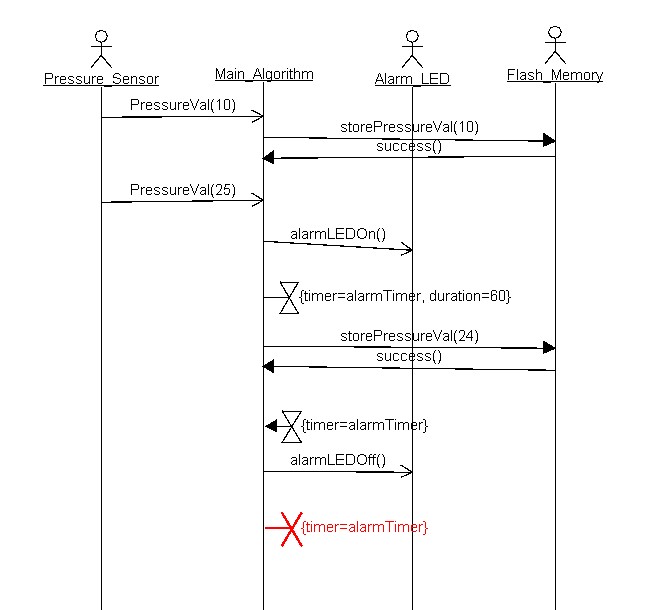 Pressure_Sensor
Main_Algorithm
Alarm_LED
Flash_Memory
PressureVal(10)
storePressureVal(10)
success()
PressureVal(25)
alarmLEDOn()
{timer=alarmTimer, duration=60}
storePressureVal(24)
success()
{timer=alarmTimer}
alarmLEDOff()
{timer=alarmTimer}